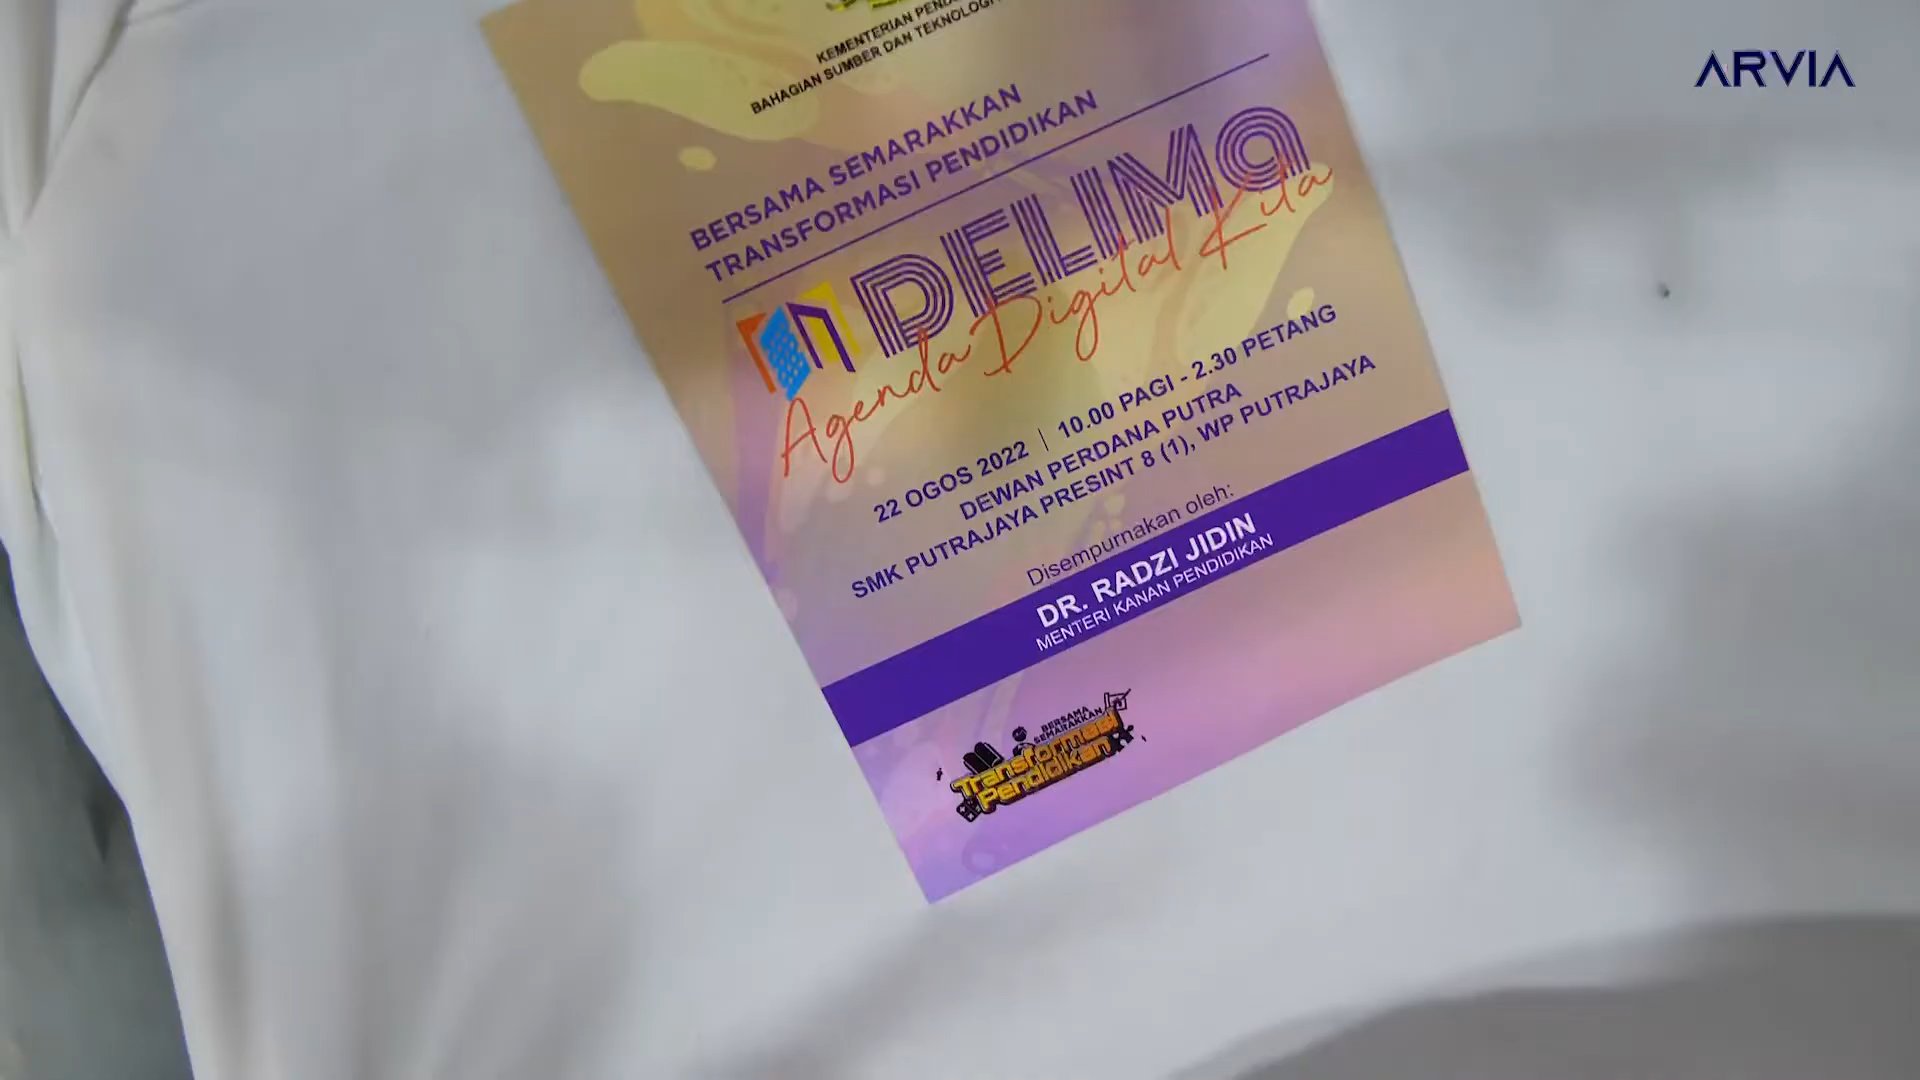 ARVIA
KEMENTERIAN
BAHAGIAN SUMBER DAN
BERSAMA SEMARAKKAN
TRANSFORMASI PENDIDIKAN
DELIMa
Agenda Digital Kita
22 OGOS 2022 | 10.00 PAGI - 2.30 PETANG
DEWAN PERDANA PUTRA
SMK PUTRAJAYA PRESINT 8 (1), WP PUTRAJAYA
Disempurnakan oleh:
DR. RADZI JIDIN
MENTERI KANAN PENDIDIKAN
BERSAMA
SEMARAKKAN
Transformasi
Pendidikan